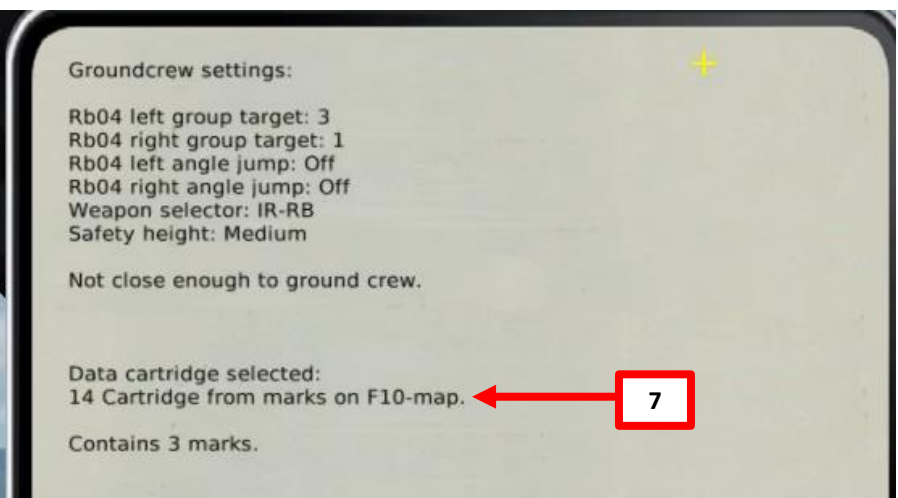 Groundcrew settings:
Rb04 left group target: 3
Rb04 right group target: 1
Rb04 left angle jump: Off
Rb04 right angle jump: Off
Weapon selector: IR-RB
Safety height: Medium
Not close enough to ground crew.
Data cartridge selected:
14 Cartridge from marks on F10-map.
7
Contains 3 marks.